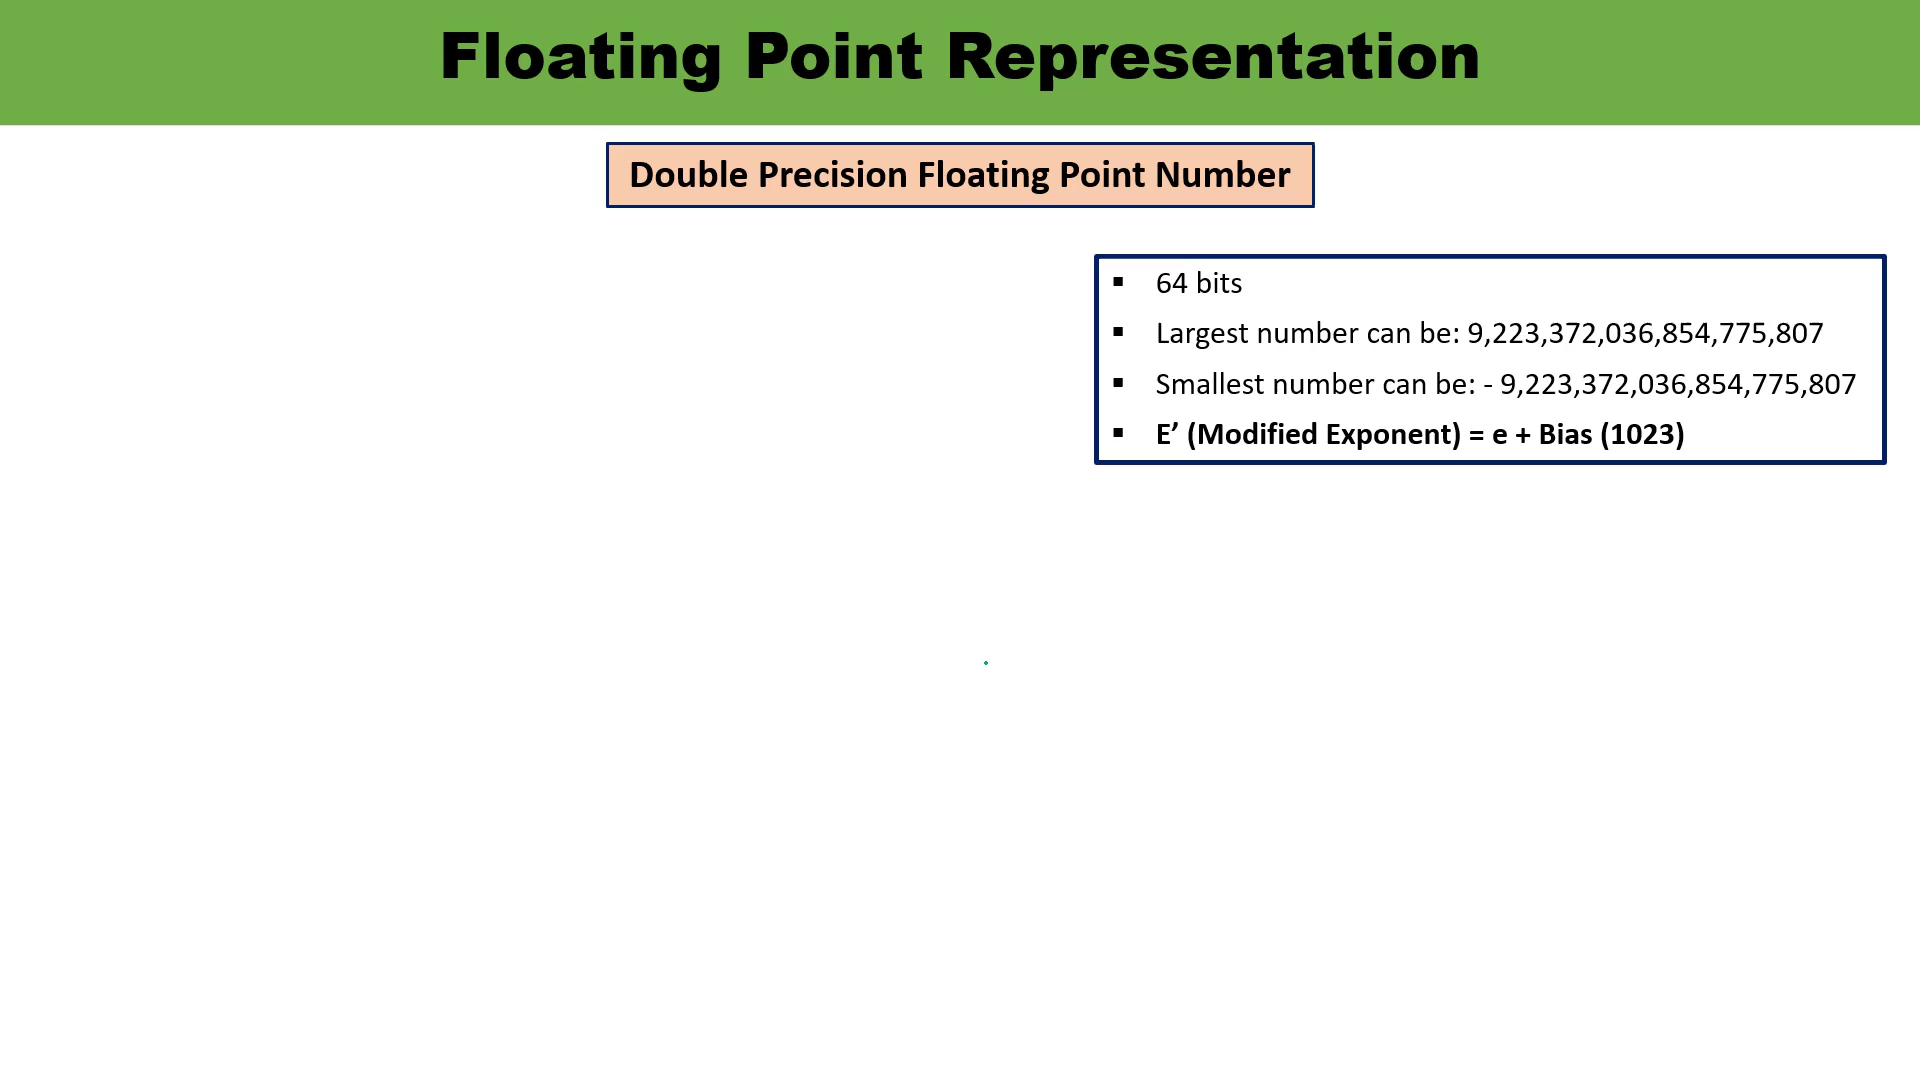 Floating Point Representation
Double Precision Floating Point Number
▪ 64 bits
▪ Largest number can be: 9,223,372,036,854,775,807
▪ Smallest number can be: - 9,223,372,036,854,775,807
▪ E’ (Modified Exponent) = e + Bias (1023)